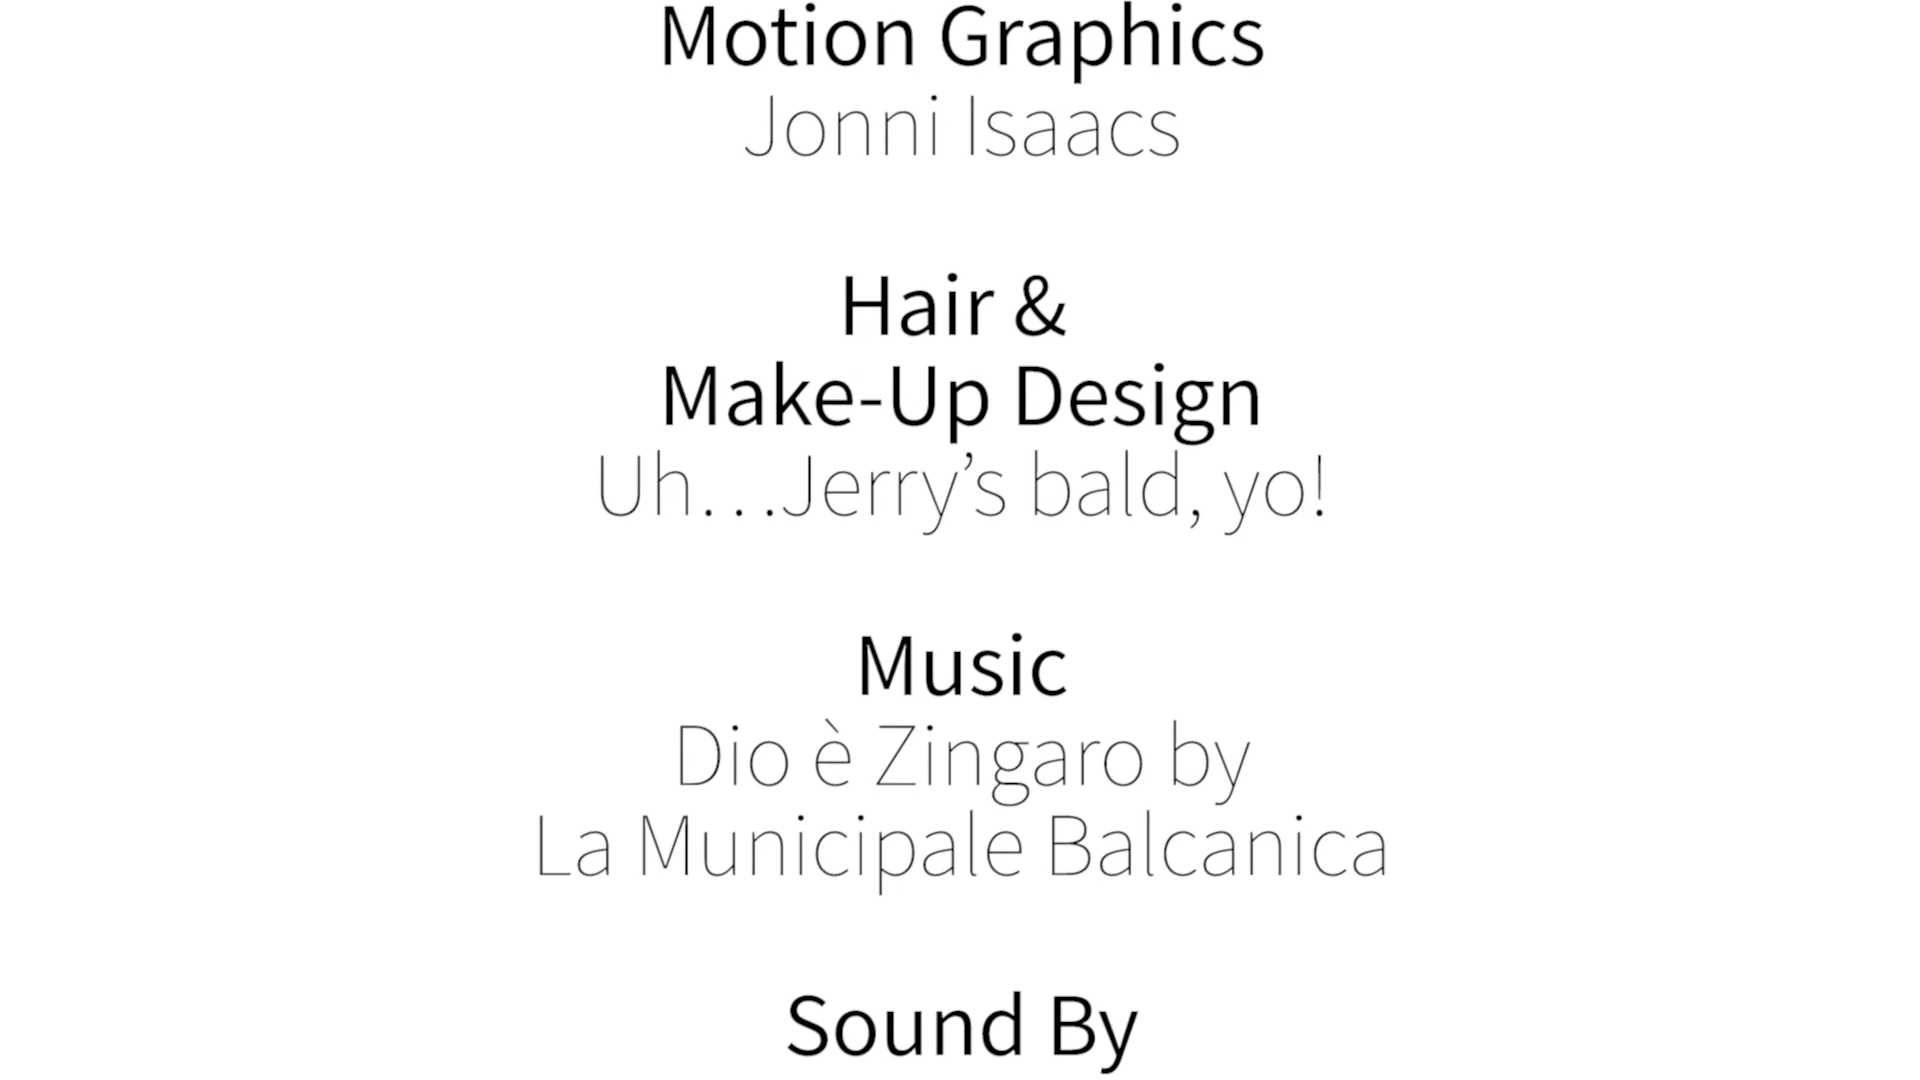 Motion Graphics
Jonni Isaacs
Hair &
Make-Up Design
Uh...Jerry’s bald, yo!
Music
Dio è Zingaro by
La Municipale Balcanica
Sound By